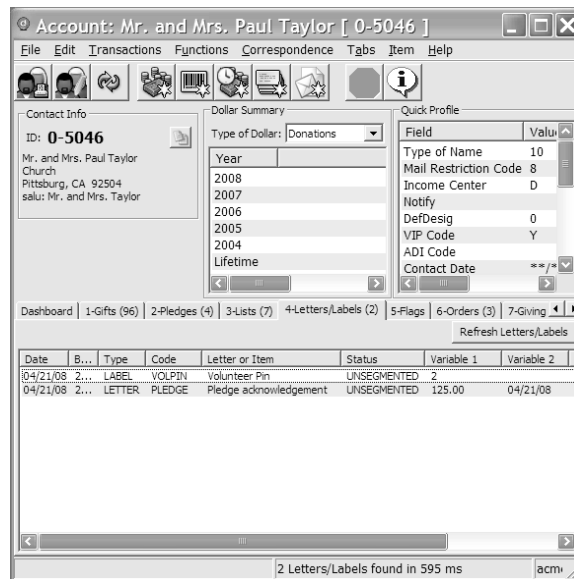 Account: Mr. and Mrs. Paul Taylor [ 0-5046 ]
File Edit Transactions Functions Correspondence Tabs Item Help
Contact Info
ID: 0-5046
Mr. and Mrs. Paul Taylor
Church
Pittsburg, CA 92504
salu: Mr. and Mrs. Taylor
Dollar Summary
Type of Dollar: Donations
Year
2008
2007
2006
2005
2004
Lifetime
Quick Profile
Field Valu
Type of Name 10
Mail Restriction Code 8
Income Center D
Notify
DefDesig 0
VIP Code Y
ADI Code
Contact Date **/*
Dashboard 1-Gifts (96) 2-Pledges (4) 3-Lists (7) 4-Letters/Labels (2) 5-Flags 6-Orders (3) 7-Giving
Refresh Letters/Labels
Date B... Type Code Letter or Item Status Variable 1 Variable 2
04/21/08 2... LABEL VOLPIN Volunteer Pin UNSEGMENTED 2
04/21/08 2... LETTER PLEDGE Pledge acknowledgement UNSEGMENTED 125.00 04/21/08
2 Letters/Labels found in 595 ms acm